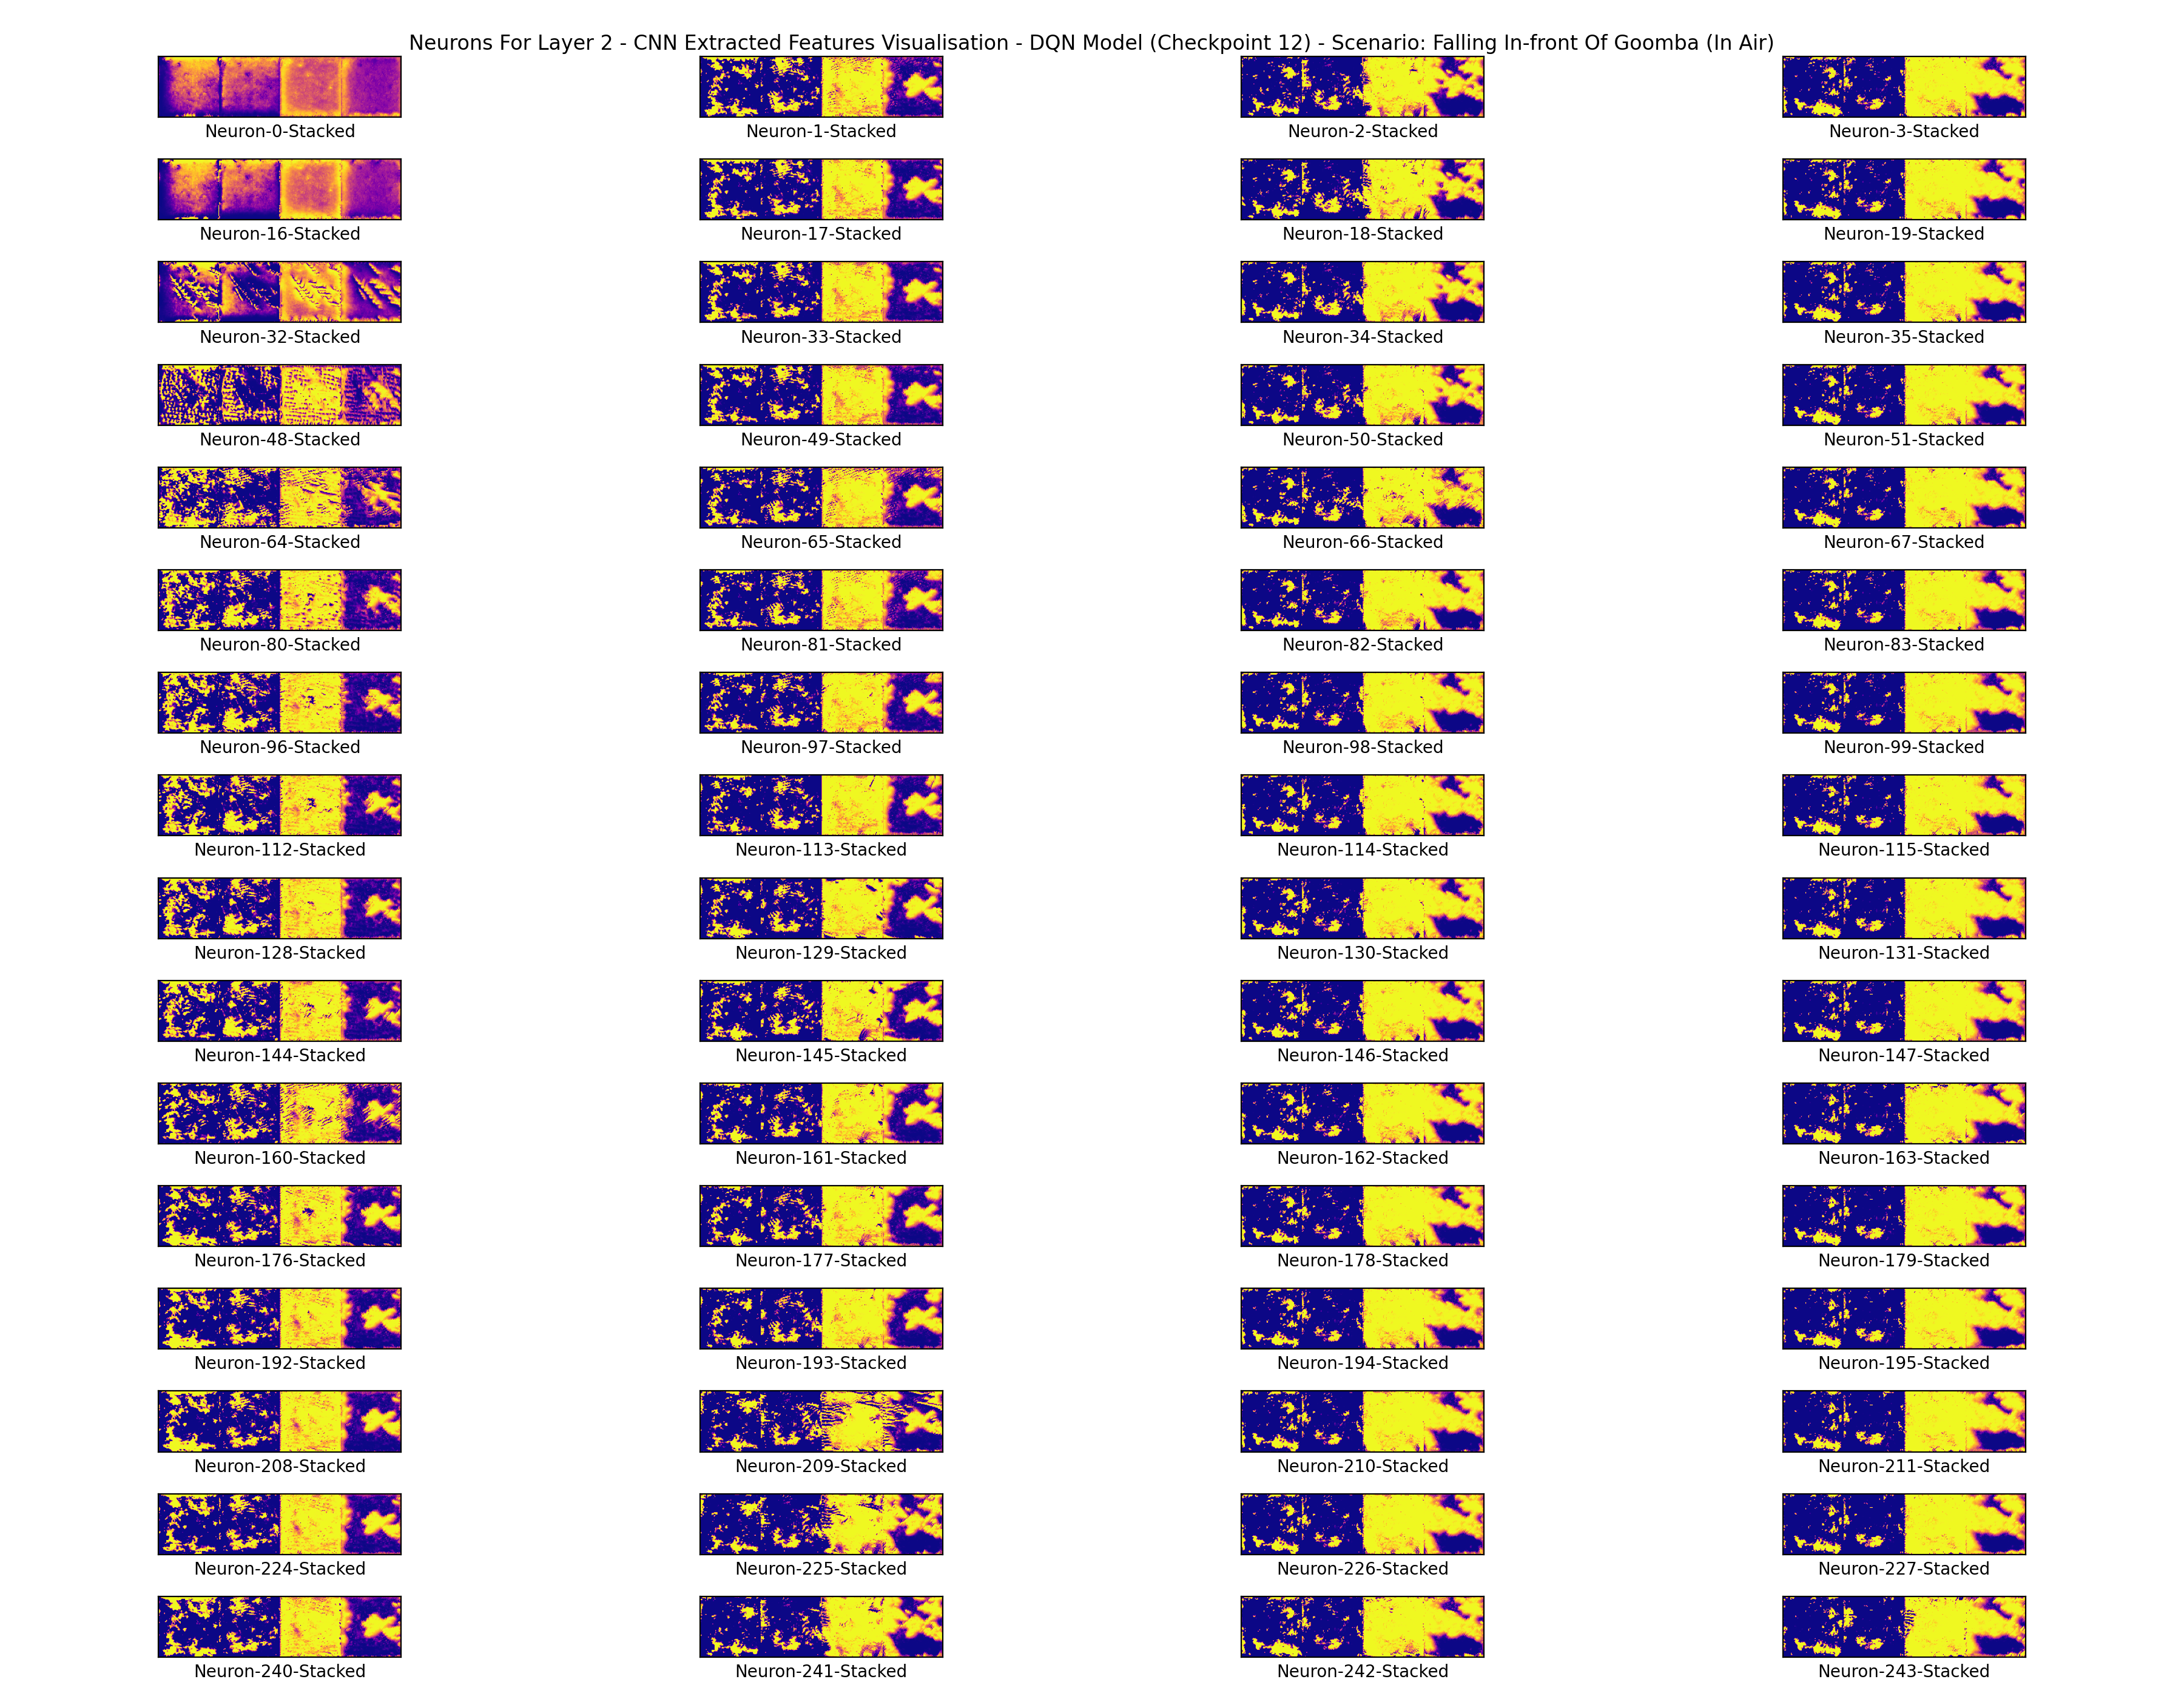 Neurons For Layer 2 - CNN Extracted Features Visualisation - DQN Model (Checkpoint 12) - Scenario: Falling In-front Of Goomba (In Air)
Neuron-0-Stacked Neuron-1-Stacked Neuron-2-Stacked Neuron-3-Stacked
Neuron-16-Stacked Neuron-17-Stacked Neuron-18-Stacked Neuron-19-Stacked
Neuron-32-Stacked Neuron-33-Stacked Neuron-34-Stacked Neuron-35-Stacked
Neuron-48-Stacked Neuron-49-Stacked Neuron-50-Stacked Neuron-51-Stacked
Neuron-64-Stacked Neuron-65-Stacked Neuron-66-Stacked Neuron-67-Stacked
Neuron-80-Stacked Neuron-81-Stacked Neuron-82-Stacked Neuron-83-Stacked
Neuron-96-Stacked Neuron-97-Stacked Neuron-98-Stacked Neuron-99-Stacked
Neuron-112-Stacked Neuron-113-Stacked Neuron-114-Stacked Neuron-115-Stacked
Neuron-128-Stacked Neuron-129-Stacked Neuron-130-Stacked Neuron-131-Stacked
Neuron-144-Stacked Neuron-145-Stacked Neuron-146-Stacked Neuron-147-Stacked
Neuron-160-Stacked Neuron-161-Stacked Neuron-162-Stacked Neuron-163-Stacked
Neuron-176-Stacked Neuron-177-Stacked Neuron-178-Stacked Neuron-179-Stacked
Neuron-192-Stacked Neuron-193-Stacked Neuron-194-Stacked Neuron-195-Stacked
Neuron-208-Stacked Neuron-209-Stacked Neuron-210-Stacked Neuron-211-Stacked
Neuron-224-Stacked Neuron-225-Stacked Neuron-226-Stacked Neuron-227-Stacked
Neuron-240-Stacked Neuron-241-Stacked Neuron-242-Stacked Neuron-243-Stacked